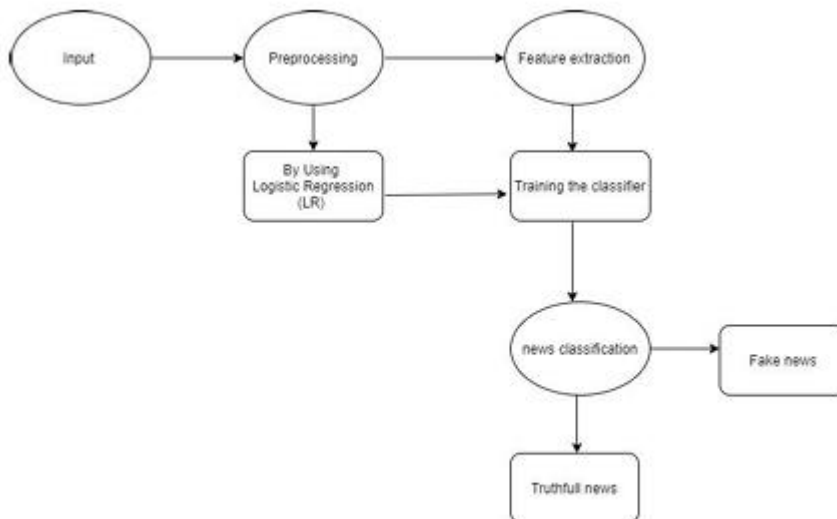 Input
Preprocessing
Feature extraction
By Using
Logistic Regression
(LR)
Training the classifier
news classification
Fake news
Truthfull news